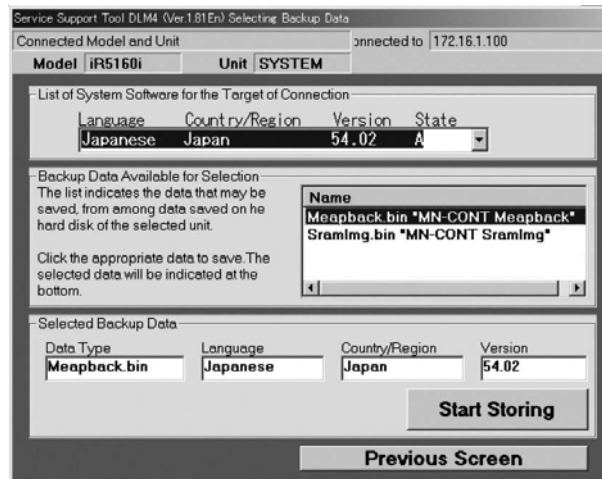 Service Support Tool DLM4 (Ver.1.81En) Selecting Backup Data
Connected Model and Unit
onnected to 172.16.1.100
Model iR5160i Unit SYSTEM
List of System Software for the Target of Connection
Language Country/Region Version State
Japanese Japan 54.02 A
Backup Data Available for Selection
The list indicates the data that may be
saved, from among data saved on he
hard disk of the selected unit.
Click the appropriate data to save.The
selected data will be indicated at the
bottom.
Name
Meapback.bin "MN-CONT Meapback"
SramImg.bin "MN-CONT SramImg"
Selected Backup Data
Data Type Language Country/Region Version
Meapback.bin Japanese Japan 54.02
Start Storing
Previous Screen